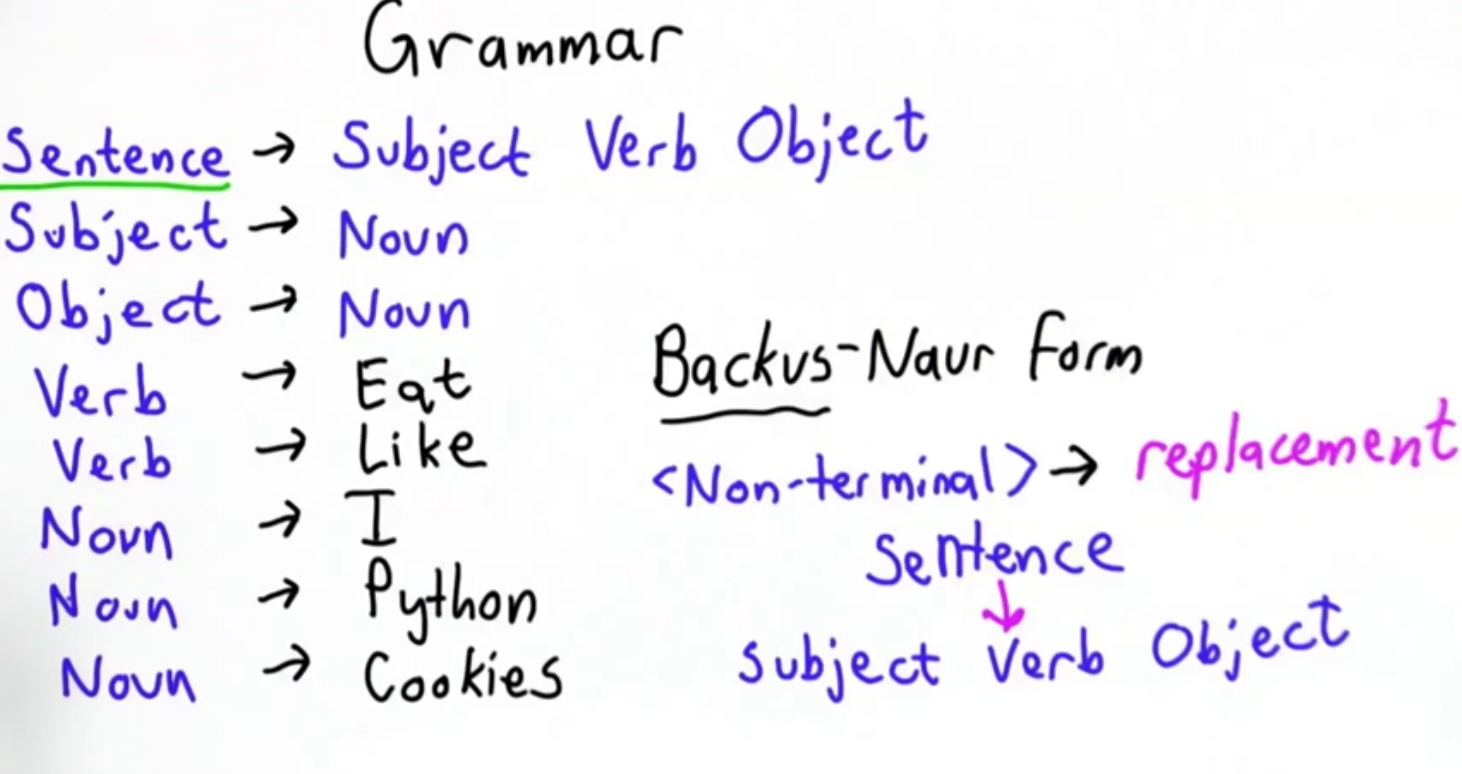 Grammar
Sentence → Subject Verb Object
Subject → Noun
Object → Noun
Verb → Eat
Verb → Like
Noun → I
Noun → Python
Noun → Cookies
Backus-Naur Form
<Non-terminal> → replacement
Sentence
↓
Subject Verb Object